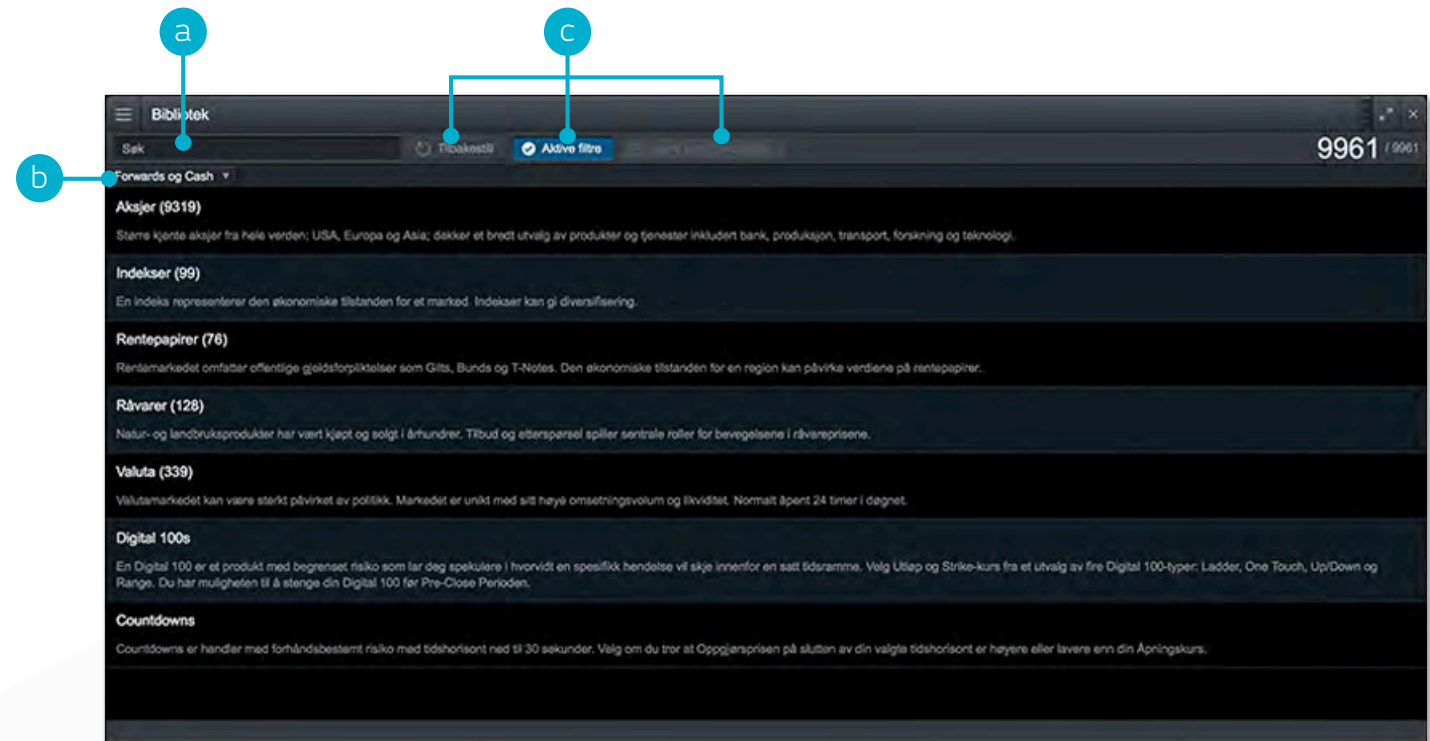 a
c
Bibliotek
Søk
Tilbakestill
Aktive filtre
9961 / 9961
b
Forwards og Cash
Aksjer (9319)
Større kjente aksjer fra hele verden; USA, Europa og Asia; dekker et bredt utvalg av produkter og tjenester inkludert bank, produksjon, transport, forskning og teknologi.
Indekser (99)
En indeks representerer den økonomiske tilstanden for et marked. Indekser kan gi diversifisering.
Rentepapirer (76)
Rentemarkedet omfatter offentlige gjeldsforpliktelser som Gilts, Bunds og T-Notes. Den økonomiske tilstanden for en region kan påvirke verdiene på rentepapirer.
Råvarer (128)
Natur- og landbruksprodukter har vært kjøpt og solgt i århundrer. Tilbud og etterspørsel spiller sentrale roller for bevegelsene i råvareprisene.
Valuta (339)
Valutamarkedet kan være sterkt påvirket av politikk. Markedet er unikt med sitt høye omsetningsvolum og likviditet. Normalt åpent 24 timer i døgnet.
Digital 100s
En Digital 100 er et produkt med begrenset risiko som lar deg spekulere i hvorvidt en spesifikk hendelse vil skje innenfor en satt tidsramme. Velg Utløp og Strike-kurs fra et utvalg av fire Digital 100-typer: Ladder, One Touch, Up/Down og
Range. Du har muligheten til å stenge din Digital 100 før Pre-Close Perioden.
Countdowns
Countdowns er handler med forhåndsbestemt risiko med tidshorisont ned til 30 sekunder. Velg om du tror at Oppgjørsprisen på slutten av din valgte tidshorisont er høyere eller lavere enn din Åpningskurs.